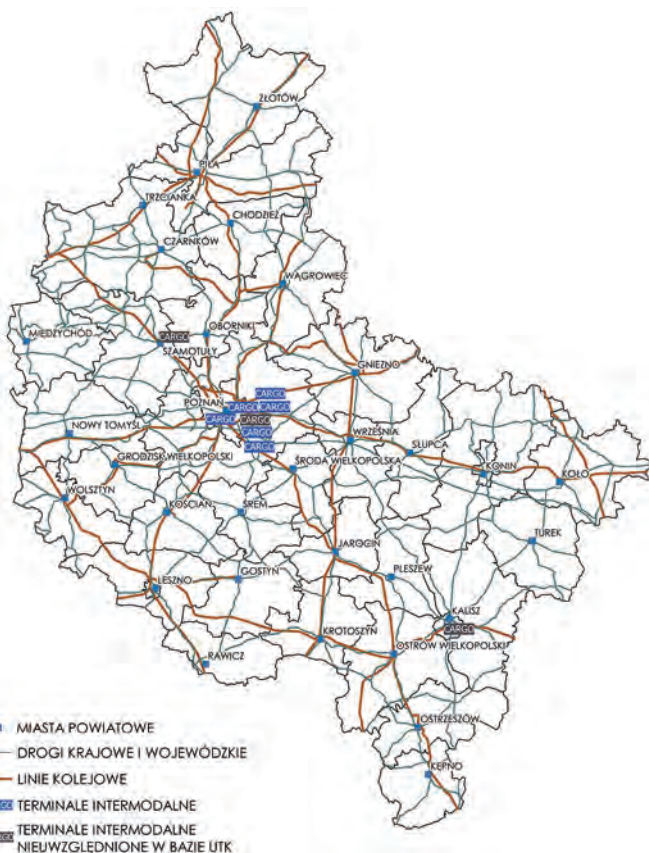 ZŁOTÓW
PIŁA
TRZCIANKA
CHODZIEŻ
CZARNKÓW
WĄGROWIEC
OBORNIKI
MIĘDZYCHÓD
CARGO
SZAMOTUŁY
GNIEZNO
CARGO
POZNAŃ
CARGO CARGO
CARGO CARGO
CARGO
CARGO
NOWY TOMYŚL
WRZEŚNIA
SŁUPCA
GRODZISK WIELKOPOLSKI
ŚRODA WIELKOPOLSKA
KONIN
KOŁO
WOLSZTYN
KOŚCIAN
ŚREM
TUREK
JAROCIN
LESZNO
GOSTYŃ
PLESZEW
KALISZ
CARGO
KROTOSZYN
OSTRÓW WIELKOPOLSKI
RAWICZ
OSTRZESZÓW
KĘPNO
MIASTA POWIATOWE
DROGI KRAJOWE I WOJEWÓDZKIE
LINIE KOLEJOWE
TERMINALE INTERMODALNE
TERMINALE INTERMODALNE
NIEUWZGLĘDNIONE W BAZIE UTK